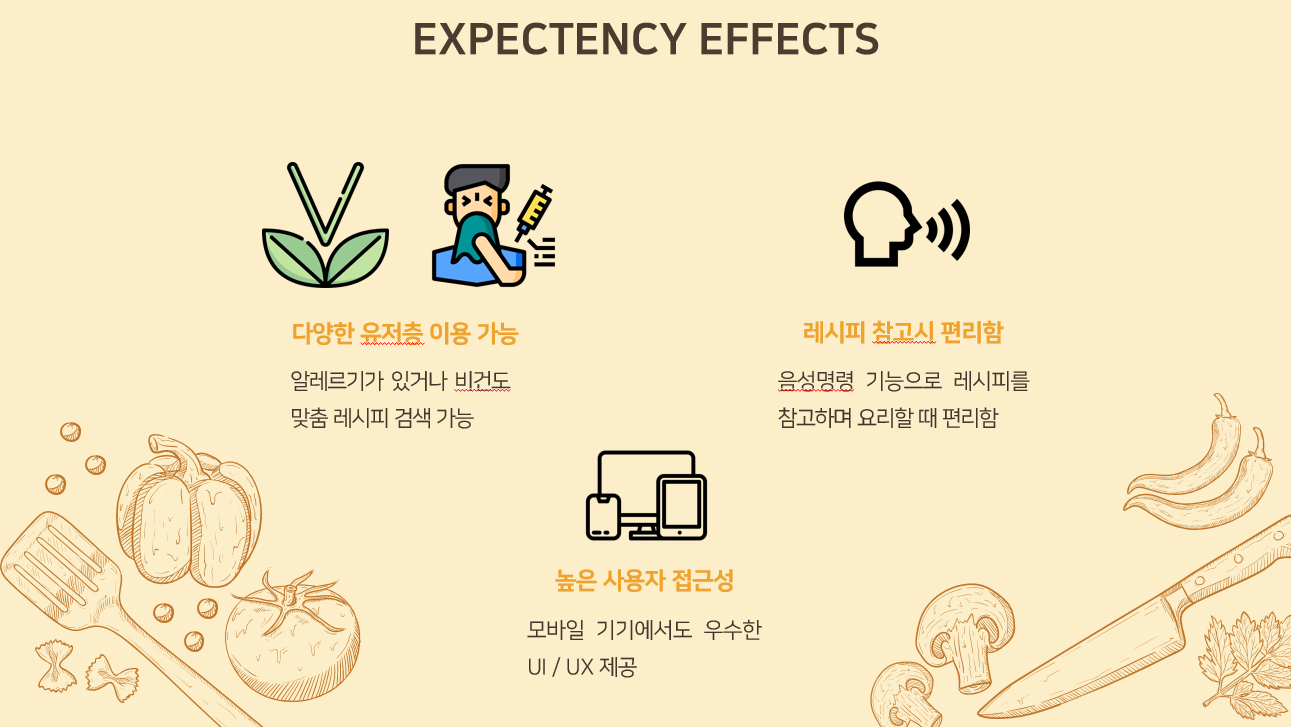 EXPECTENCY EFFECTS
다양한 유저층 이용 가능
알레르기가 있거나 비건도
맞춤 레시피 검색 가능
레시피 참고시 편리함
음성명령 기능으로 레시피를
참고하며 요리할 때 편리함
높은 사용자 접근성
모바일 기기에서도 우수한
UI / UX 제공